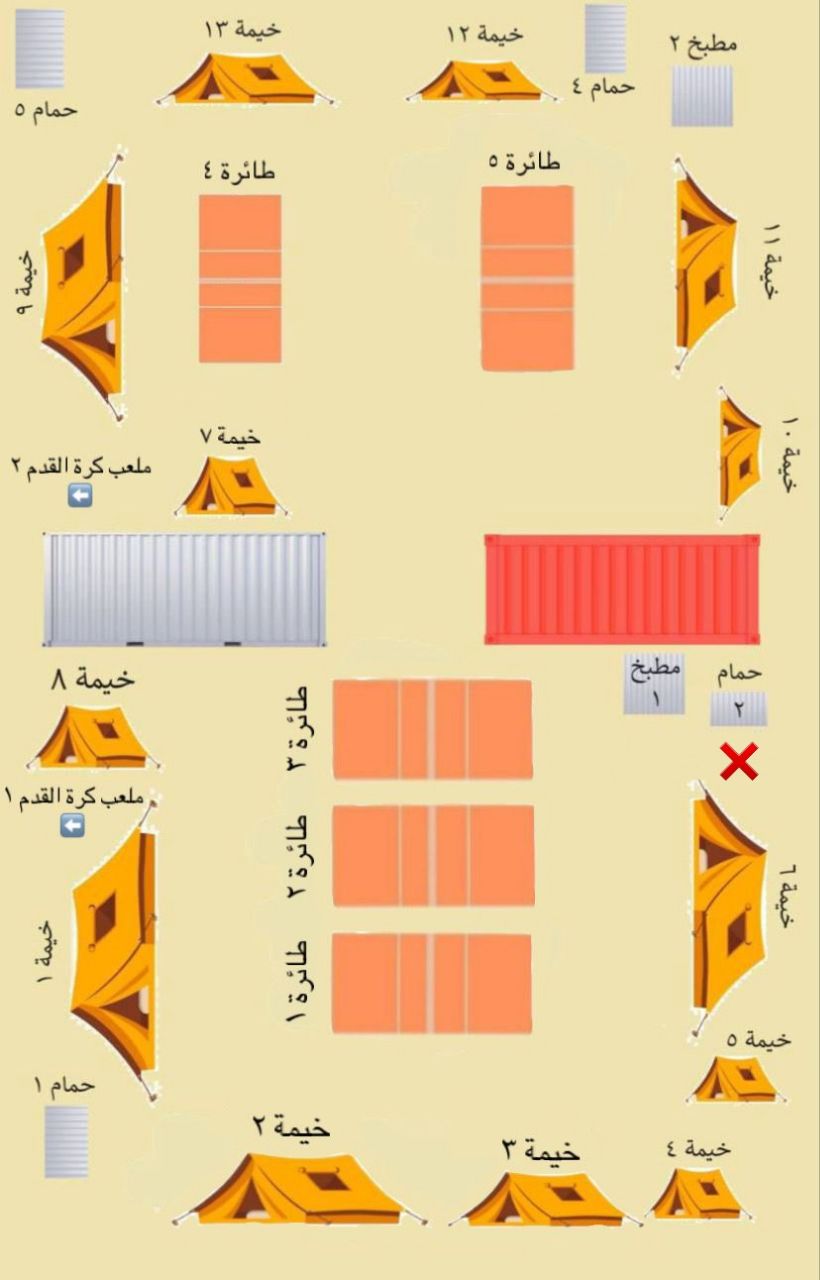 خيمة ١٣
خيمة ١٢
حمام ٤
مطبخ ٢
حمام ٥
طائرة ٤
طائرة ٥
خيمة ١١
خيمة ٩
خيمة ١٠
خيمة ٧
ملعب كرة القدم ٢
مطبخ
١
حمام
٢
خيمة ٨
طائرة ٣
ملعب كرة القدم ١
طائرة ٢
خيمة ٦
خيمة ١
طائرة ١
خيمة ٥
حمام ١
خيمة ٢
خيمة ٣
خيمة ٤